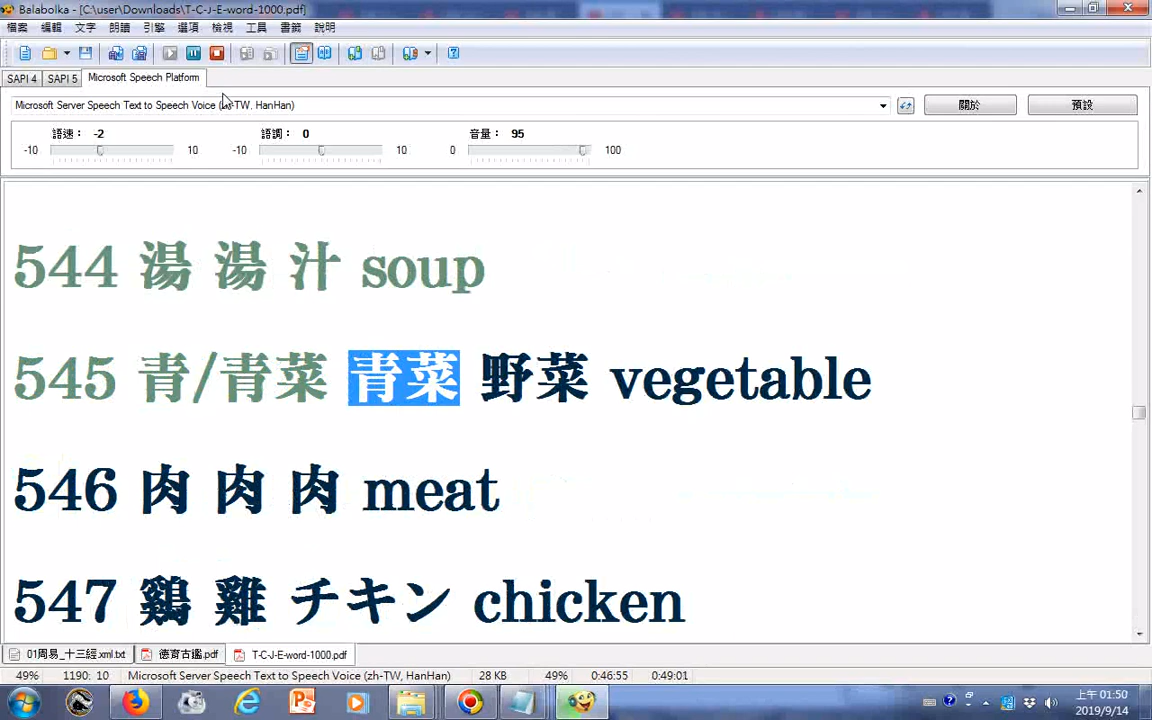 Balabolka - [C:\user\Downloads\T-C-J-E-word-1000.pdf]
檔案 編輯 文字 朗讀 引擎 選項 檢視 工具 書籤 說明
SAPI 4 SAPI 5 Microsoft Speech Platform
Microsoft Server Speech Text to Speech Voice (zh-TW, HanHan) 關於 預設
語速： -2 語調： 0 音量： 95
-10 10 -10 10 0 100
544 湯 湯 汁 soup
545 青/青菜 青菜 野菜 vegetable
546 肉 肉 肉 meat
547 鷄 雞 チキン chicken
01周易_十三經.xml.txt 德育古鑑.pdf T-C-J-E-word-1000.pdf
49% 1190: 10 Microsoft Server Speech Text to Speech Voice (zh-TW, HanHan) 28 KB 49% 0:46:55 0:49:01
上午 01:50
2019/9/14